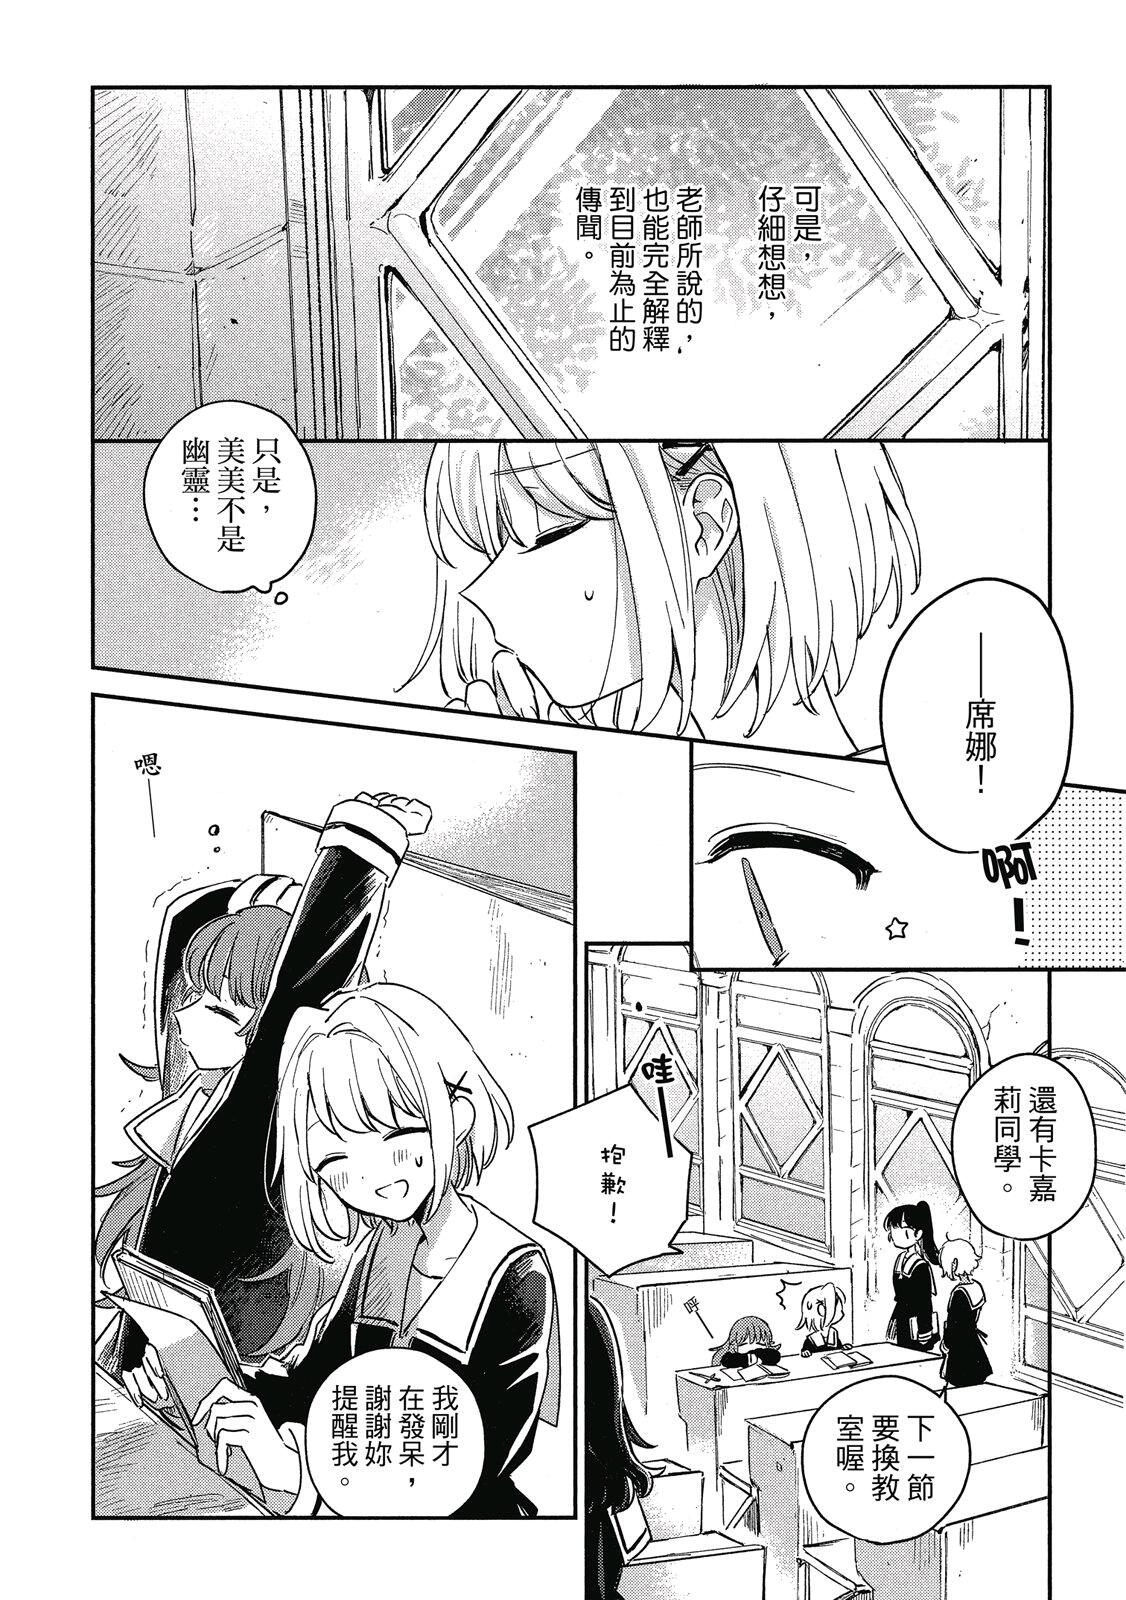 可是，
仔細想想，
老師所說的，
也能完全解釋
到目前為止的
傳聞。
只是，
美美不是
幽靈…
——席娜！
還有卡嘉
莉同學。
下一節
要換教
室喔。
呼
哇——
抱歉！
嗯——
我剛才
在發呆，
謝謝妳
提醒我。